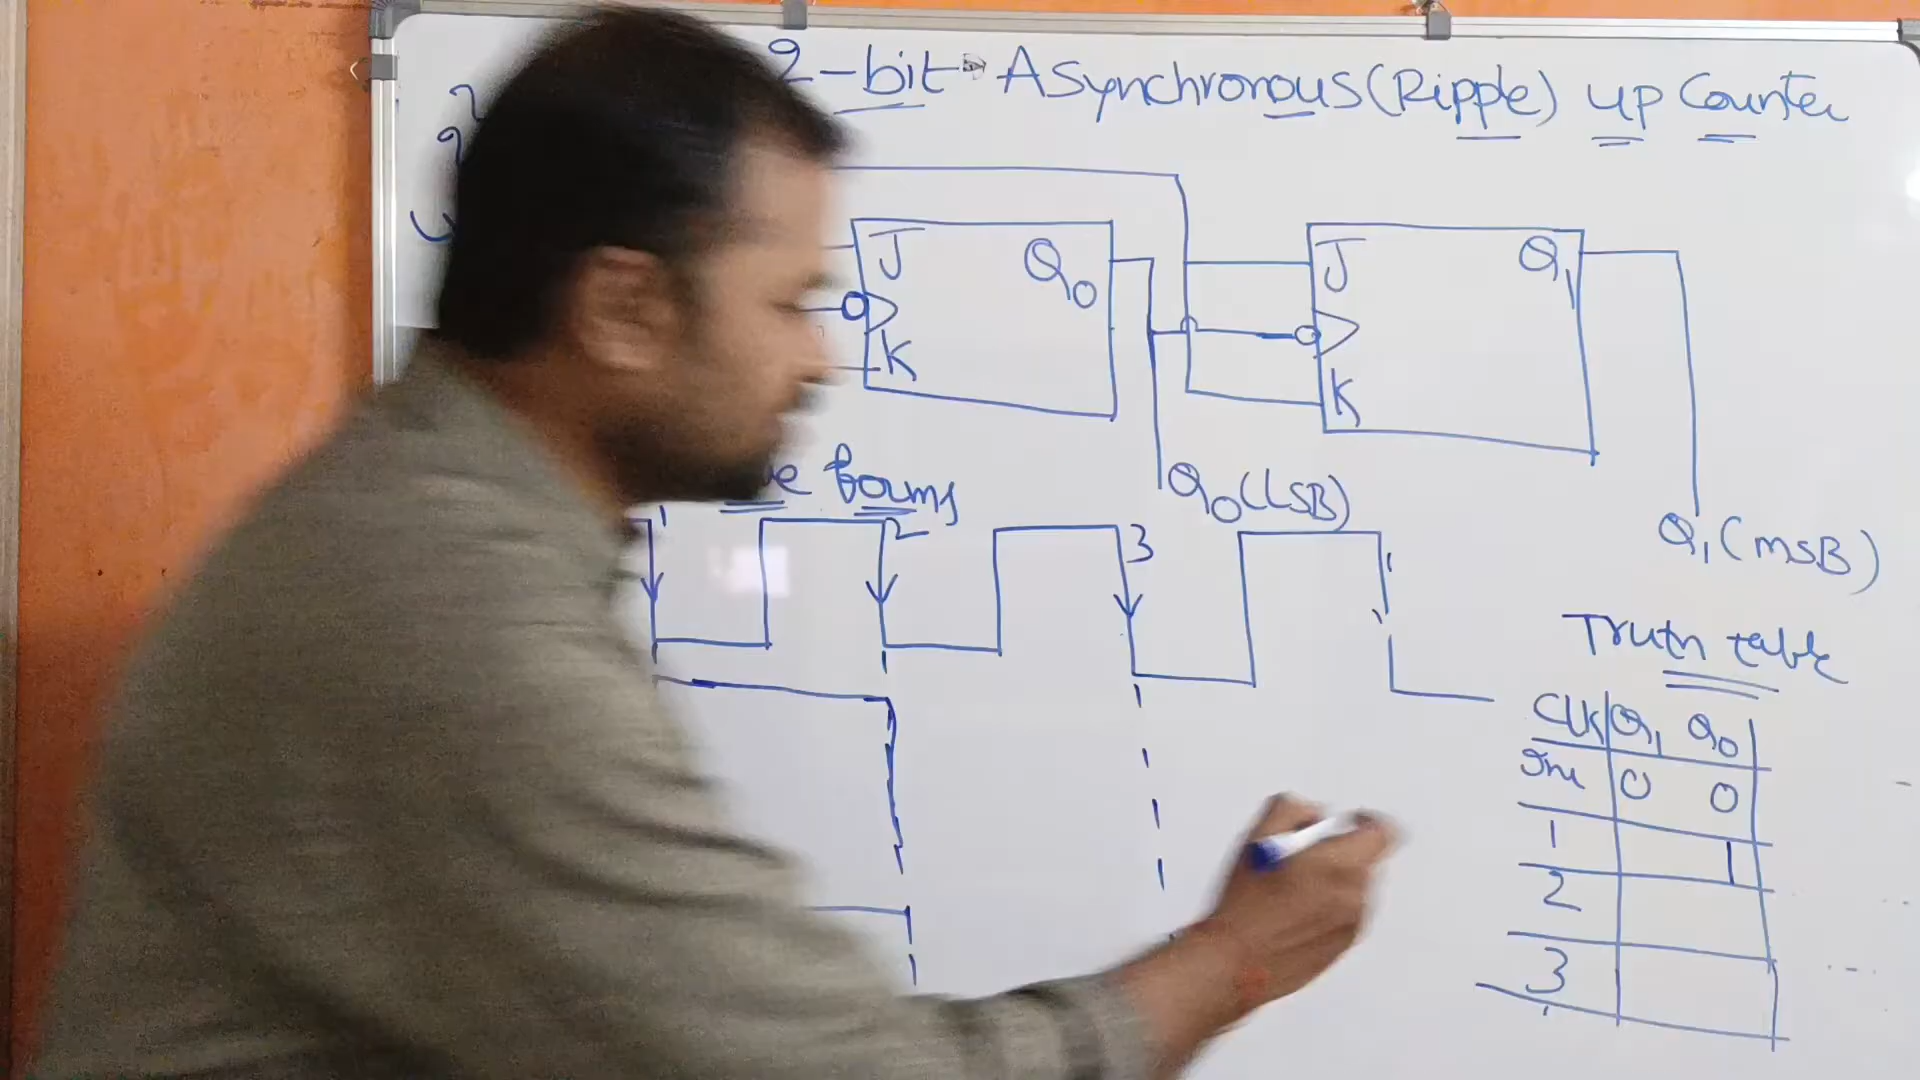 2-bit Asynchronous (Ripple) up Counter
J Q0
K
J Q1
K
forms
Q0 (LSB)
Q1 (MSB)
1 2 3
Truth table
CLK Q1 Q0
0 0
1 1
2
3